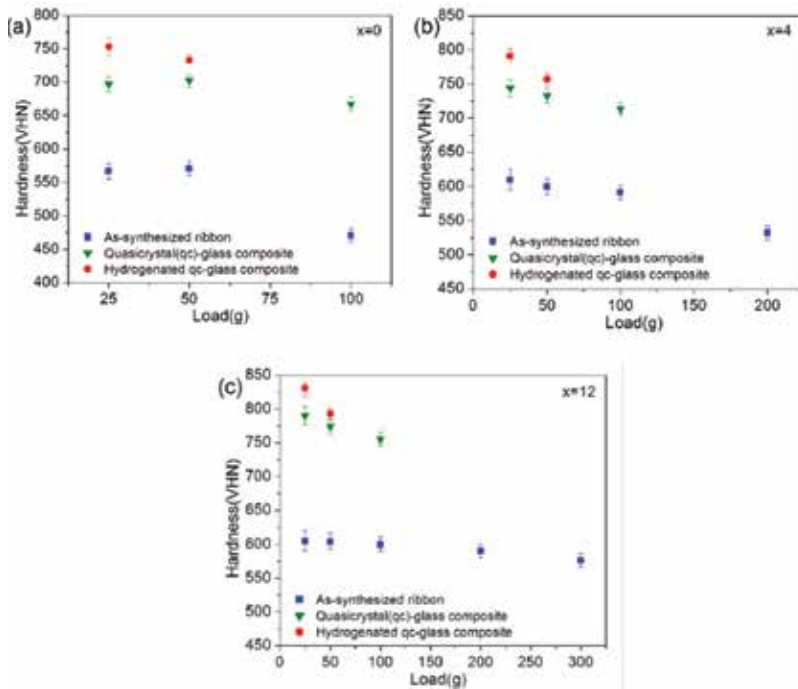 (a)
x=0
800
750
700
650
600
550
500
450
400
Hardness(VHN)
As-synthesized ribbon
Quasicrystal(qc)-glass composite
Hydrogenated qc-glass composite
25
50
75
100
Load(g)
(b)
x=4
850
800
750
700
650
600
550
500
450
Hardness(VHN)
As-synthesized ribbon
Quasicrystal(qc)-glass composite
Hydrogenated qc-glass composite
0
50
100
150
200
Load(g)
(c)
x=12
850
800
750
700
650
600
550
500
450
Hardness(VHN)
As-synthesized ribbon
Quasicrystal(qc)-glass composite
Hydrogenated qc-glass composite
0
50
100
150
200
250
300
Load(g)